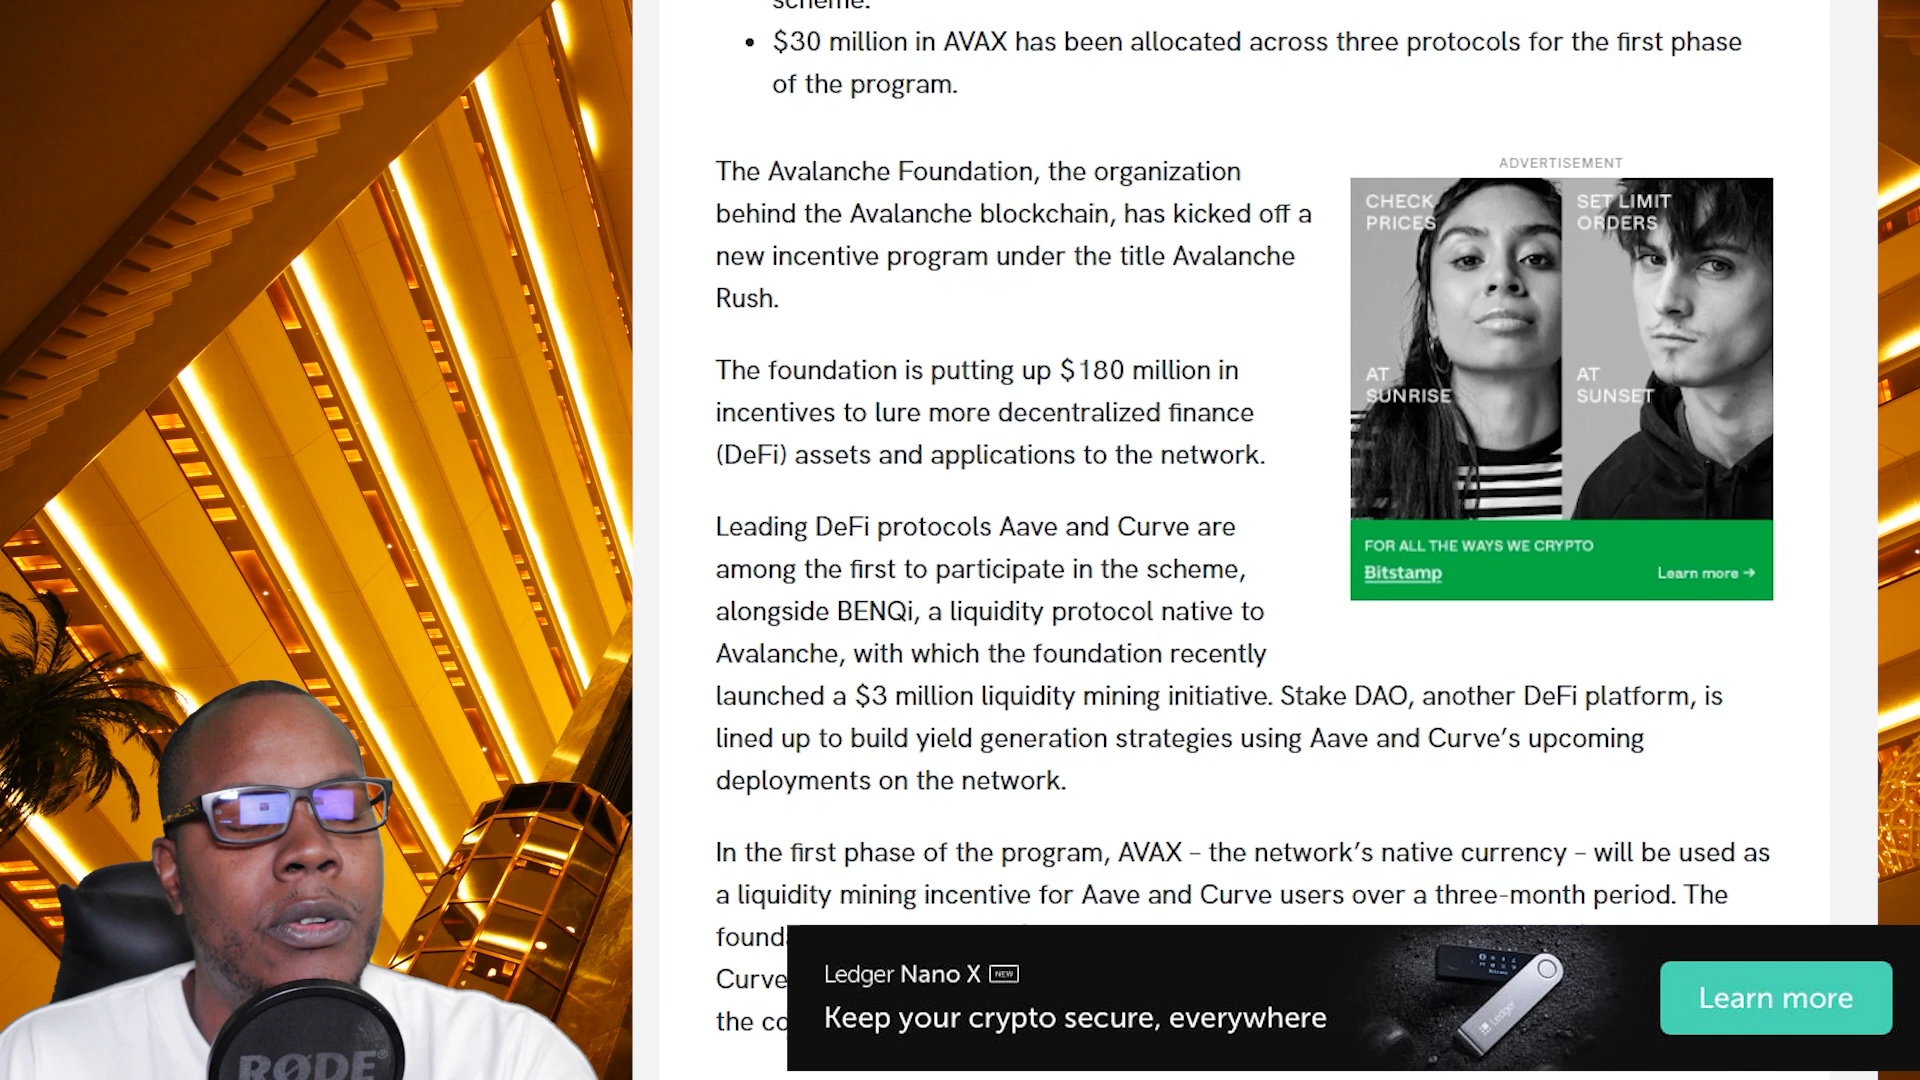 scheme.
• $30 million in AVAX has been allocated across three protocols for the first phase
of the program.
The Avalanche Foundation, the organization
behind the Avalanche blockchain, has kicked off a
new incentive program under the title Avalanche
Rush.
The foundation is putting up $180 million in
incentives to lure more decentralized finance
(DeFi) assets and applications to the network.
Leading DeFi protocols Aave and Curve are
among the first to participate in the scheme,
alongside BENQi, a liquidity protocol native to
Avalanche, with which the foundation recently
launched a $3 million liquidity mining initiative. Stake DAO, another DeFi platform, is
lined up to build yield generation strategies using Aave and Curve’s upcoming
deployments on the network.
In the first phase of the program, AVAX – the network’s native currency – will be used as
a liquidity mining incentive for Aave and Curve users over a three-month period. The
Curve
ADVERTISEMENT
CHECK
PRICES
AT
SUNRISE
SET LIMIT
ORDERS
AT
SUNSET
FOR ALL THE WAYS WE CRYPTO
Bitstamp
Learn more →
Ledger Nano X NEW
Keep your crypto secure, everywhere
Ledger
Learn more
RØDE®